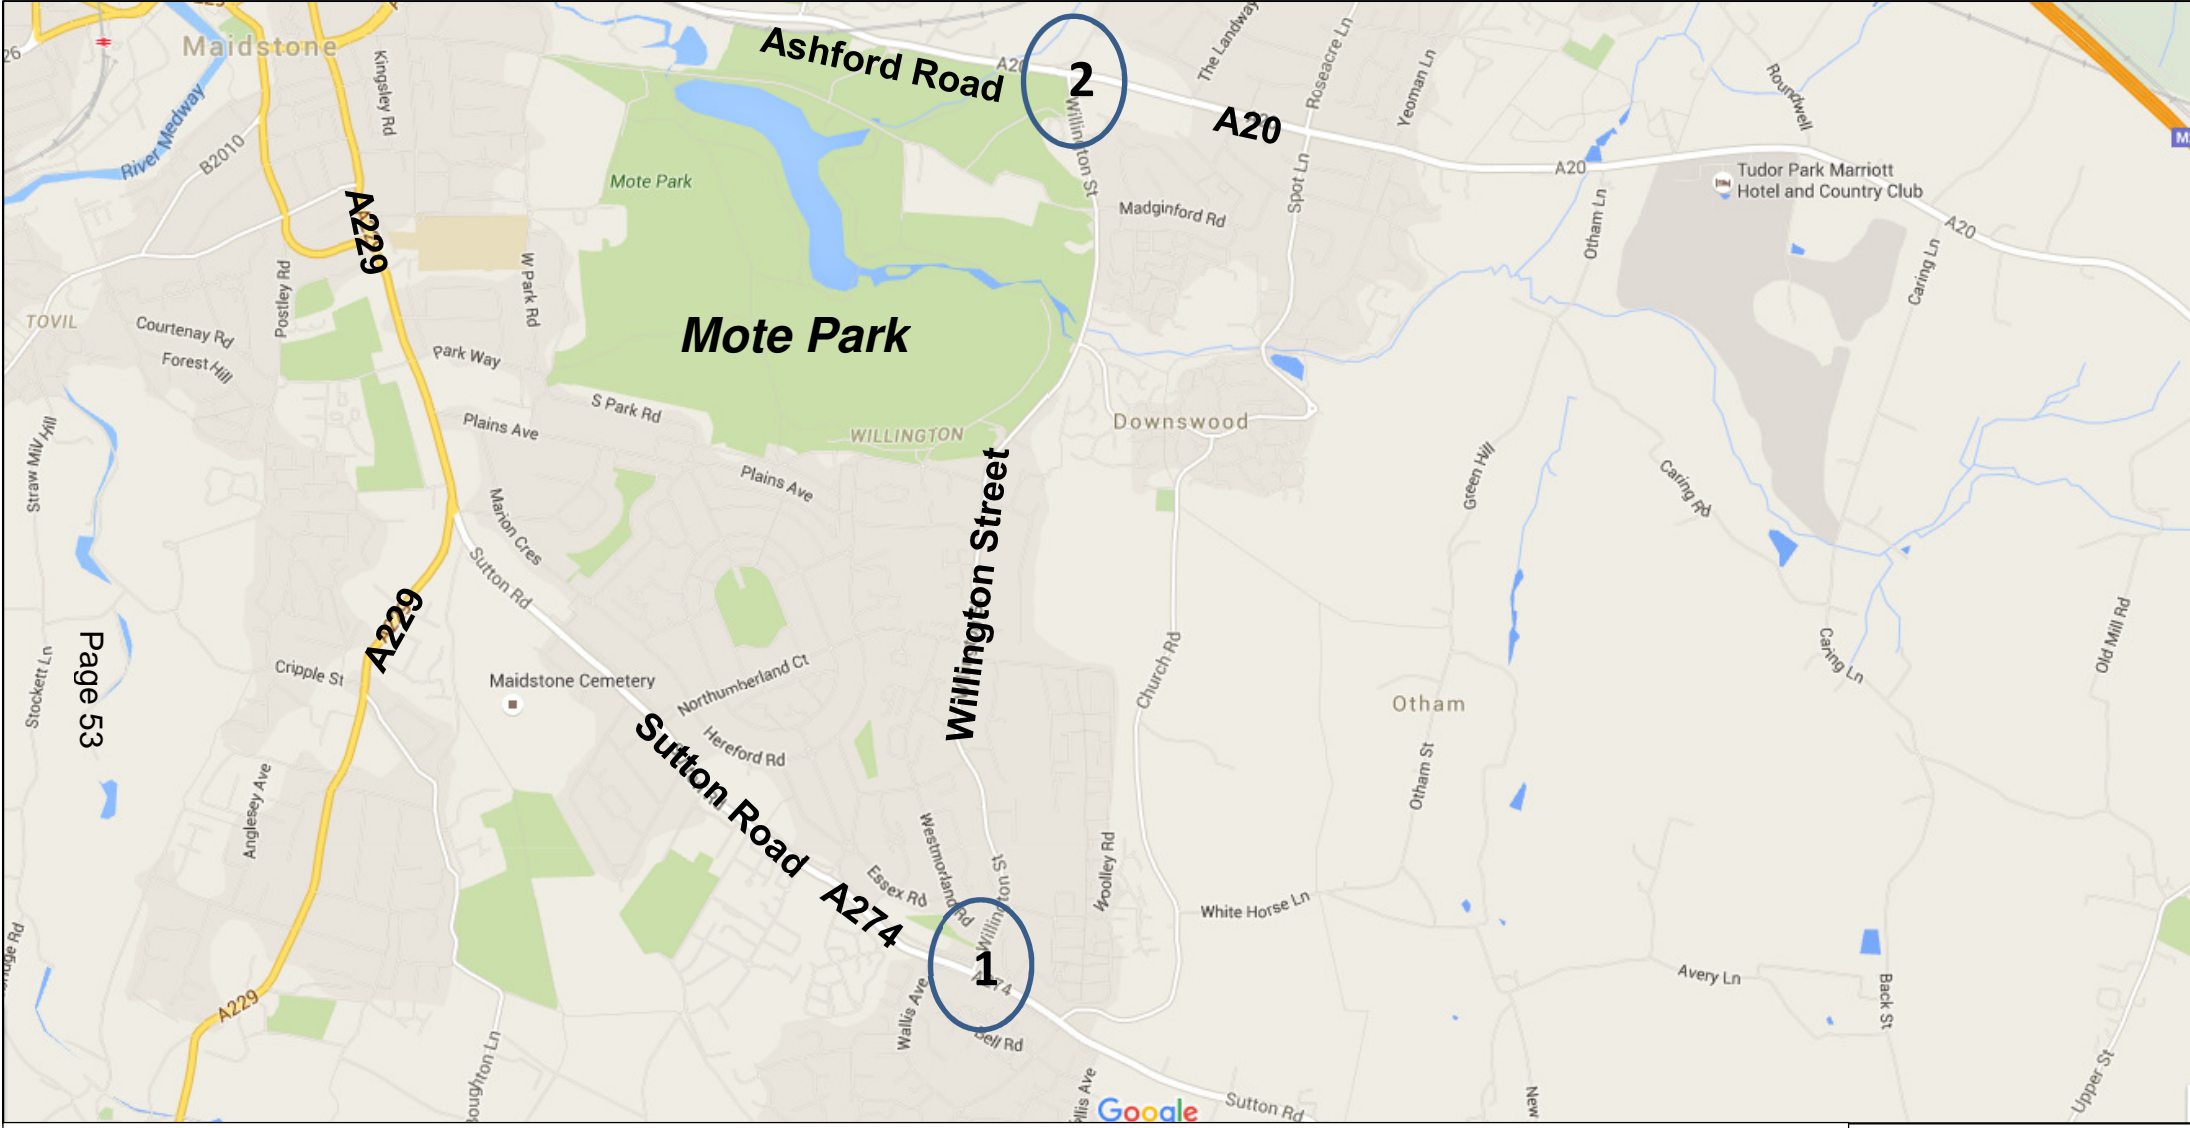 Maidstone
26
Kingsley Rd
River Medway
B2010
Ashford Road
A20
2
The Landway
Roseacre Ln
Yeoman Ln
Roundwell
A20
A20
Tudor Park Marriott
Hotel and Country Club
A20
M
Willington St
Mote Park
Spot Ln
Madginford Rd
Otham Ln
Caring Ln
A229
Postley Rd
W Park Rd
TOVIL
Courtenay Rd
Forest Hill
Park Way
Mote Park
S Park Rd
Plains Ave
WILLINGTON
Downswood
Straw Mill Hill
Plains Ave
Marion Cres
Willington Street
Green Hill
Caring Rd
Sutton Rd
A229
Cripple St
Stockett Ln
Page 53
Maidstone Cemetery
Northumberland Ct
Hereford Rd
Church Rd
Otham
Caring Ln
Old Mill Rd
Sutton Road
A274
Anglesey Ave
Otham St
Westmorland Rd
Essex Rd
Willington St
Woolley Rd
White Horse Ln
1
A274
Wallis Ave
Bell Rd
Avery Ln
Back St
A229
Upper St
New
Sutton Rd
Google